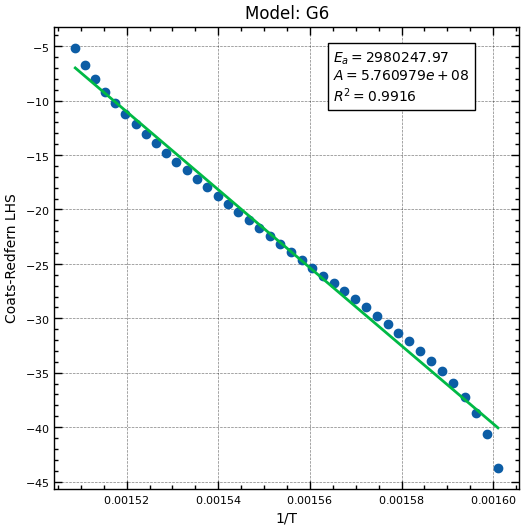 Model: G6
E_a = 2980247.97
A = 5.760979e + 08
R^2 = 0.9916
Coats-Redfern LHS
−5
−10
−15
−20
−25
−30
−35
−40
−45
0.00152 0.00154 0.00156 0.00158 0.00160
1/T